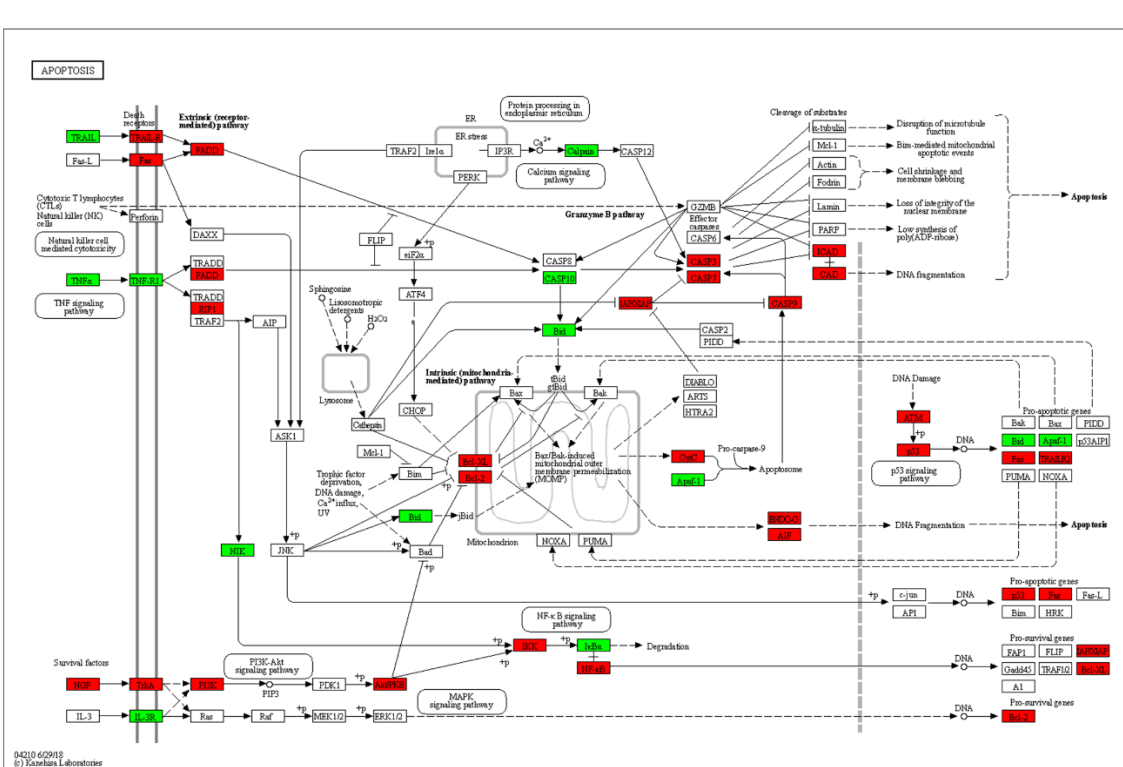 APOPTOSIS
Death
receptors
Extrinsic (receptor-
mediated) pathway
TRAIL
TRAIL-R
FADD
Fas-L
Fas
Cytotoxic T lymphocytes
(CTLs)
Natural killer (NK)
cells
Perforin
Natural killer cell
mediated cytotoxicity
DAXX
TNFα
TNF-R1
TRADD
FADD
TRADD
RIP1
TRAF2
AIP
TNF signaling
pathway
ER
Protein processing in
endoplasmic reticulum
ER stress
TRAF2
Ire1α
IP3R
Ca2+
Calpain
CASP12
Calcium signaling
pathway
PERK
Granzyme B pathway
GZMB
Effector
caspases
CASP6
CASP3
CASP7
FLIP
+p
eIF2α
CASP8
CASP10
ATF4
Sphingosine
Lisosomotropic
detergents
H2O2
IAP/XIAP
CASP9
Bid
CASP2
PIDD
Lysosome
Intrinsic (mitochondria-
mediated) pathway
tBid
gtBid
Bax
Bak
DIABLO
ARTS
HTRA2
CHOP
Cathepsin
ASK1
Mcl-1
Bcl-XL
Bcl-2
Bim
+p
Bax/Bak-induced
mitochondrial outer
membrane permeabilization
(MOMP)
CytC
Pro-caspase-9
Apaf-1
Apoptosome
Trophic factor
deprivation,
DNA damage,
Ca2+ influx,
UV
Bid
jBid
ENDO-G
AIF
DNA Fragmentation
Apoptosis
NIK
+p
JNK
+p
Bad
+p
Mitochondrion
NOXA
PUMA
Cleavage of substrates
α-tubulin
Disruption of microtubule
function
Mcl-1
Bim-mediated mitochondrial
apoptotic events
Actin
Fodrin
Cell shrinkage and
membrane blebbing
Lamin
Loss of integrity of the
nuclear membrane
PARP
Low synthesis of
poly(ADP-ribose)
ICAD
CAD
DNA fragmentation
Apoptosis
DNA Damage
ATM
+p
p53
DNA
p53 signaling
pathway
Pro-apoptotic genes
Bak
Bax
PIDD
Bid
Apaf-1
p53AIP1
Fas
TRAILR2
PUMA
NOXA
+p
c-jun
AP1
DNA
Pro-apoptotic genes
p53
Fas
Fas-L
Bim
HRK
NF-κB signaling
pathway
+p
IKK
+p
IκBα
Degradation
NF-κB
DNA
Pro-survival genes
FAP1
FLIP
IAP/XIAP
Gadd45
TRAF1/2
Bcl-XL
A1
Survival factors
NGF
TrkA
PI3K
PI3K-Akt
signaling pathway
PIP3
PDK1
+p
Akt/PKB
IL-3
IL-3R
Ras
Raf
+p
MEK1/2
+p
ERK1/2
MAPK
signaling pathway
DNA
Pro-survival genes
Bcl-2
04210 6/29/18
(c) Kanehisa Laboratories